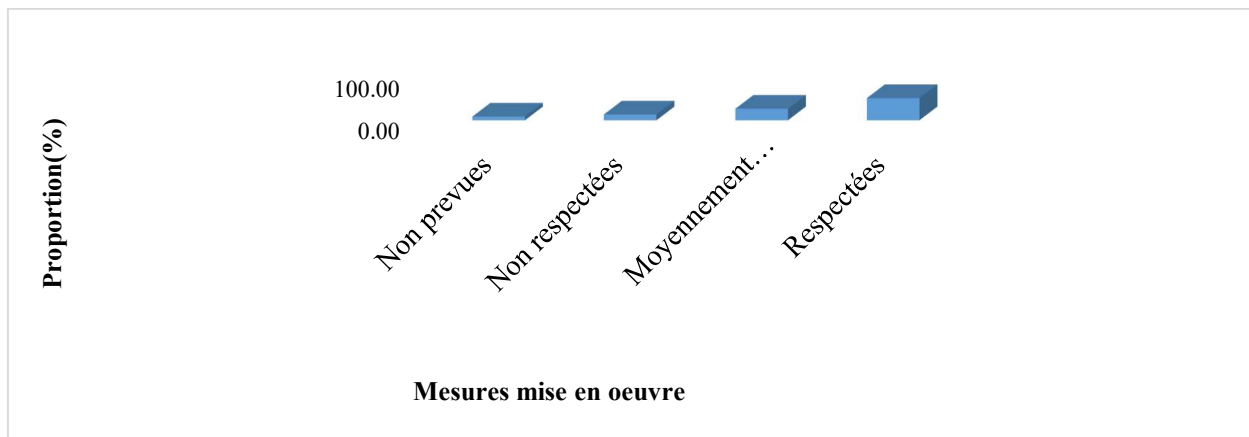 100.00
0.00
Proportion(%)
Non prevues
Non respectées
Moyennement…
Respectées
Mesures mise en oeuvre